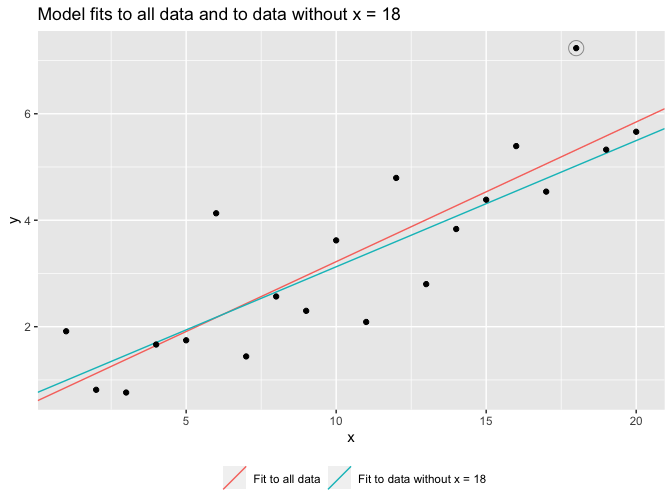 Model fits to all data and to data without x = 18
y
6
4
2
5 10 15 20
x
Fit to all data Fit to data without x = 18